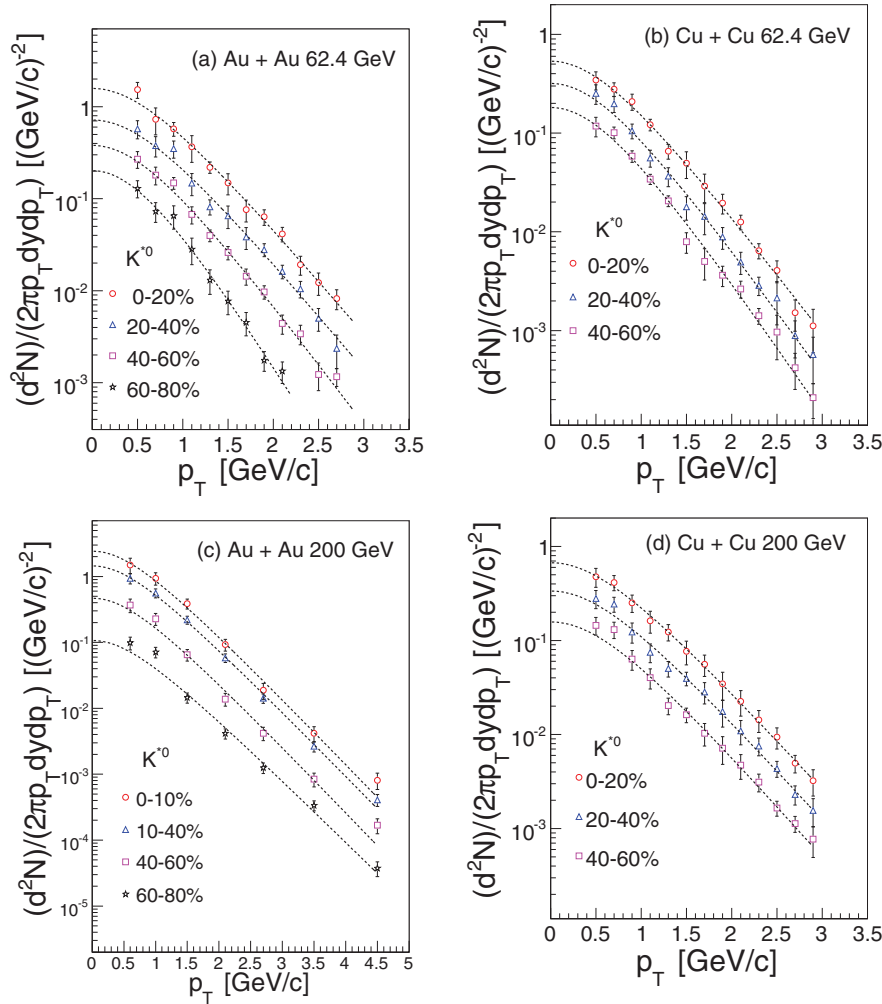 (a) Au + Au 62.4 GeV
(d²N)/(2πp_T dydp_T) [(GeV/c)⁻²]
1
10⁻¹
10⁻²
10⁻³
K*⁰
0-20%
20-40%
40-60%
60-80%
0 0.5 1 1.5 2 2.5 3 3.5
p_T [GeV/c]
(b) Cu + Cu 62.4 GeV
(d²N)/(2πp_T dydp_T) [(GeV/c)⁻²]
1
10⁻¹
10⁻²
10⁻³
K*⁰
0-20%
20-40%
40-60%
0 0.5 1 1.5 2 2.5 3 3.5
p_T [GeV/c]
(c) Au + Au 200 GeV
(d²N)/(2πp_T dydp_T) [(GeV/c)⁻²]
1
10⁻¹
10⁻²
10⁻³
10⁻⁴
10⁻⁵
K*⁰
0-10%
10-40%
40-60%
60-80%
0 0.5 1 1.5 2 2.5 3 3.5 4 4.5 5
p_T [GeV/c]
(d) Cu + Cu 200 GeV
(d²N)/(2πp_T dydp_T) [(GeV/c)⁻²]
1
10⁻¹
10⁻²
10⁻³
K*⁰
0-20%
20-40%
40-60%
0 0.5 1 1.5 2 2.5 3 3.5
p_T [GeV/c]